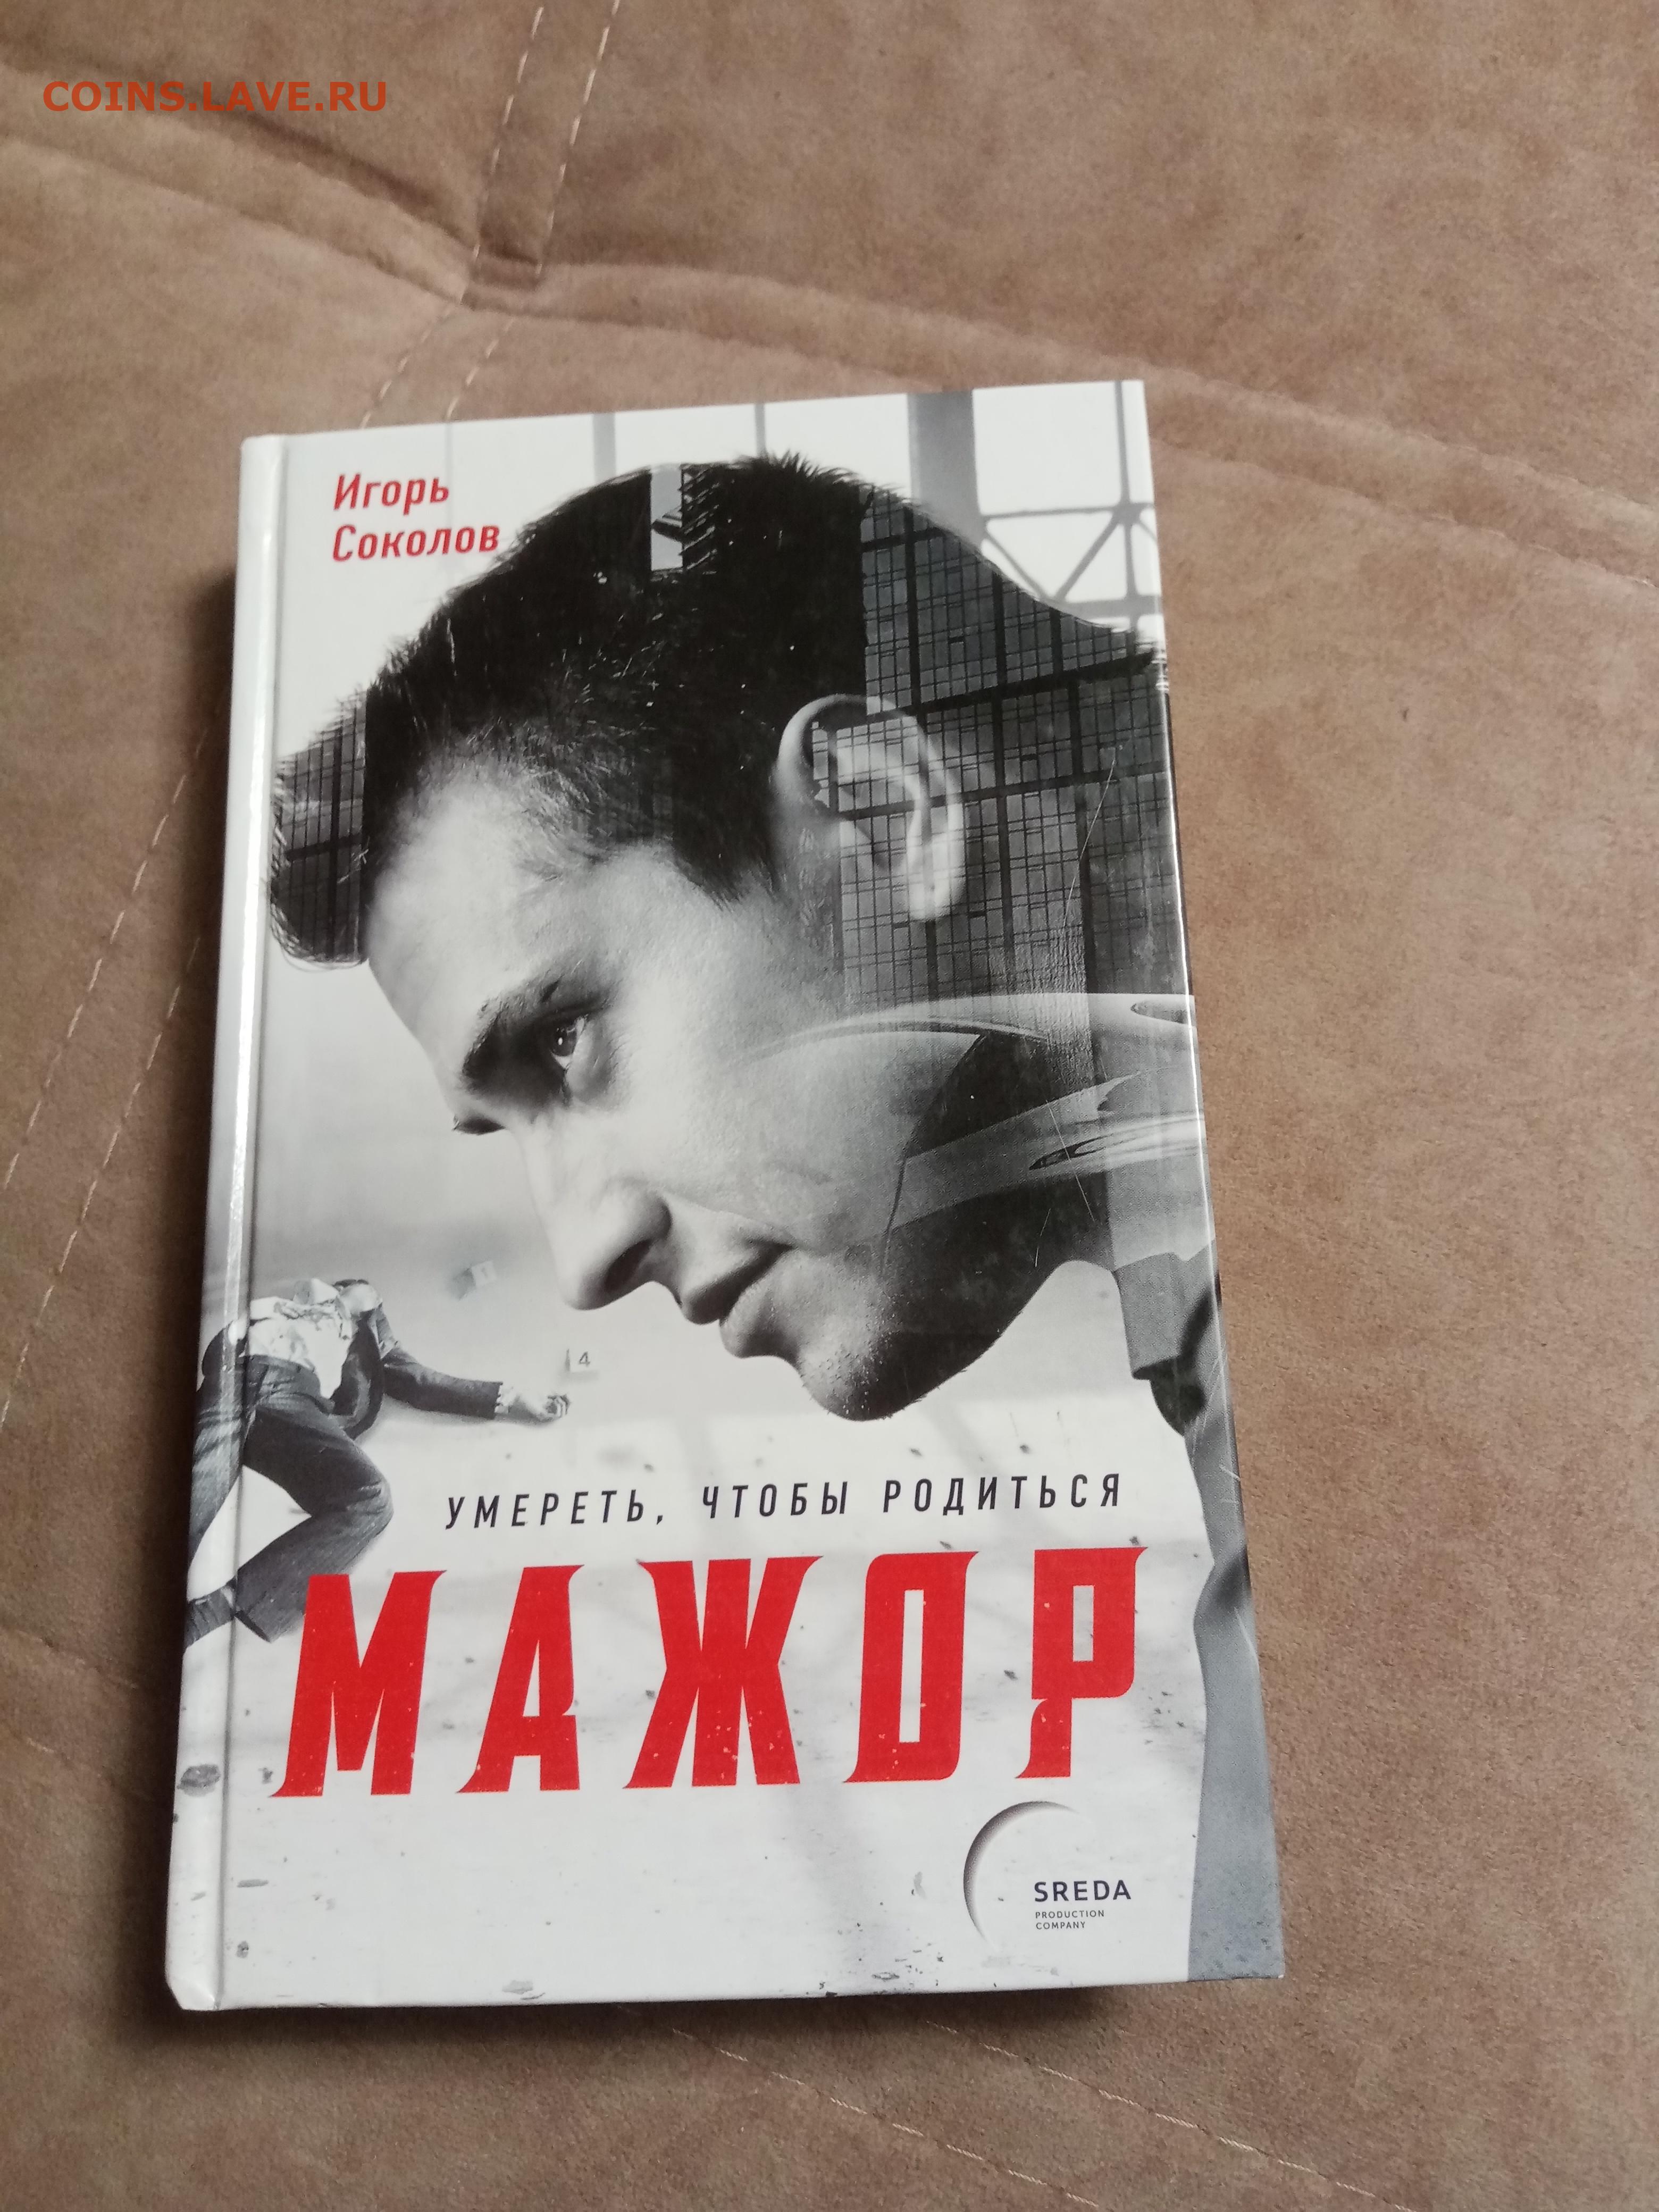 COINS.LAVE.RU
Игорь
Соколов
4
УМЕРЕТЬ, ЧТОБЫ РОДИТЬСЯ
МАЖОР
SREDA
PRODUCTION
COMPANY